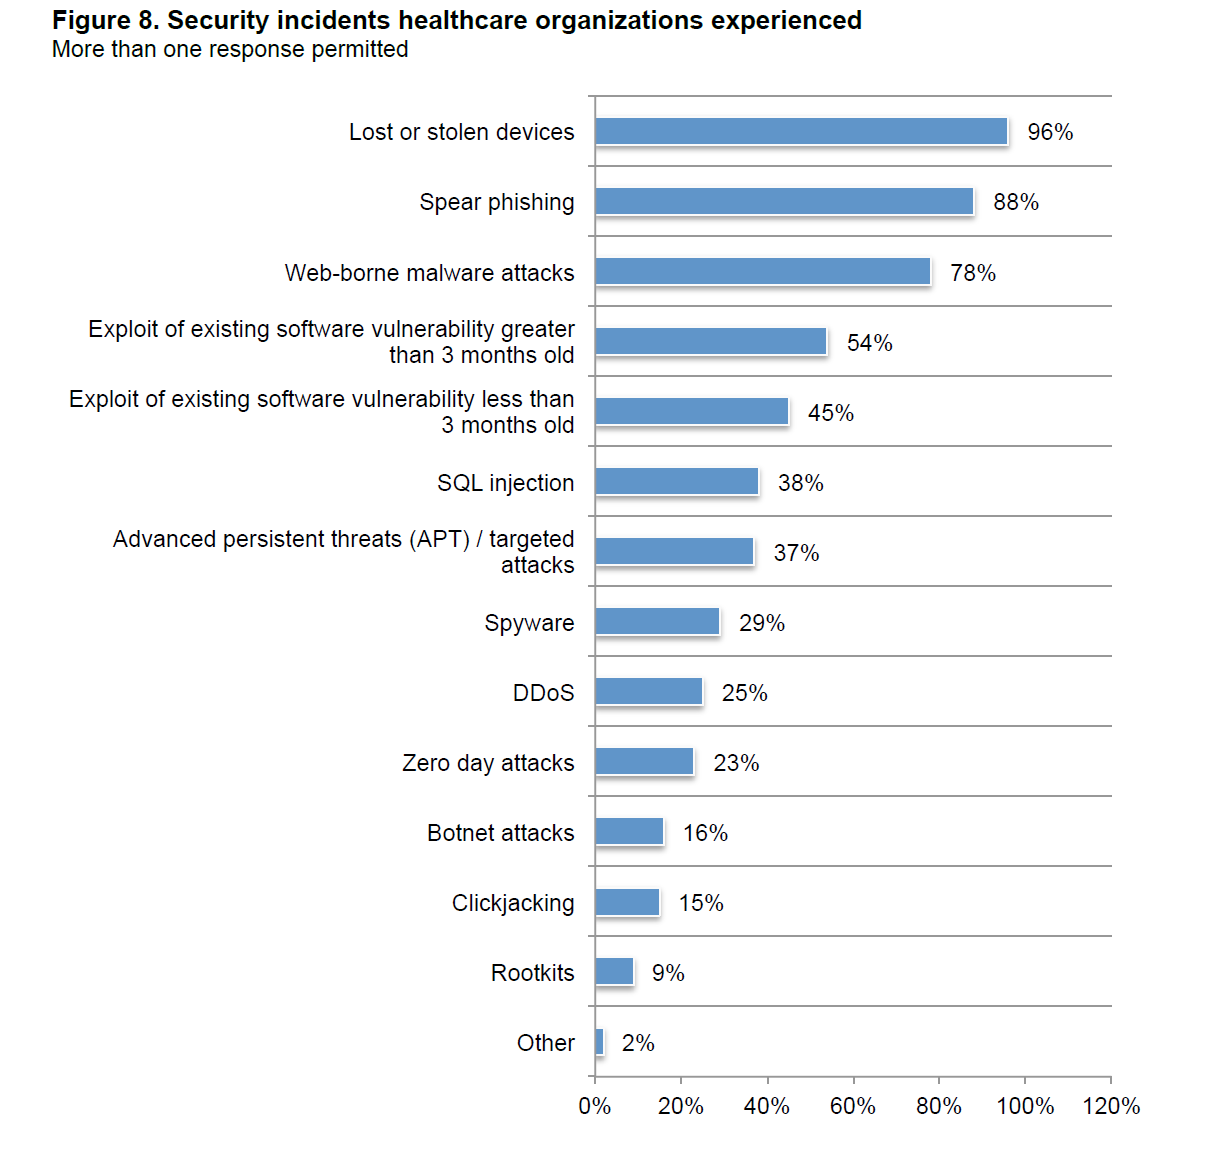 Figure 8. Security incidents healthcare organizations experienced
More than one response permitted
Lost or stolen devices 96%
Spear phishing 88%
Web-borne malware attacks 78%
Exploit of existing software vulnerability greater
than 3 months old 54%
Exploit of existing software vulnerability less than
3 months old 45%
SQL injection 38%
Advanced persistent threats (APT) / targeted
attacks 37%
Spyware 29%
DDoS 25%
Zero day attacks 23%
Botnet attacks 16%
Clickjacking 15%
Rootkits 9%
Other 2%
0% 20% 40% 60% 80% 100% 120%